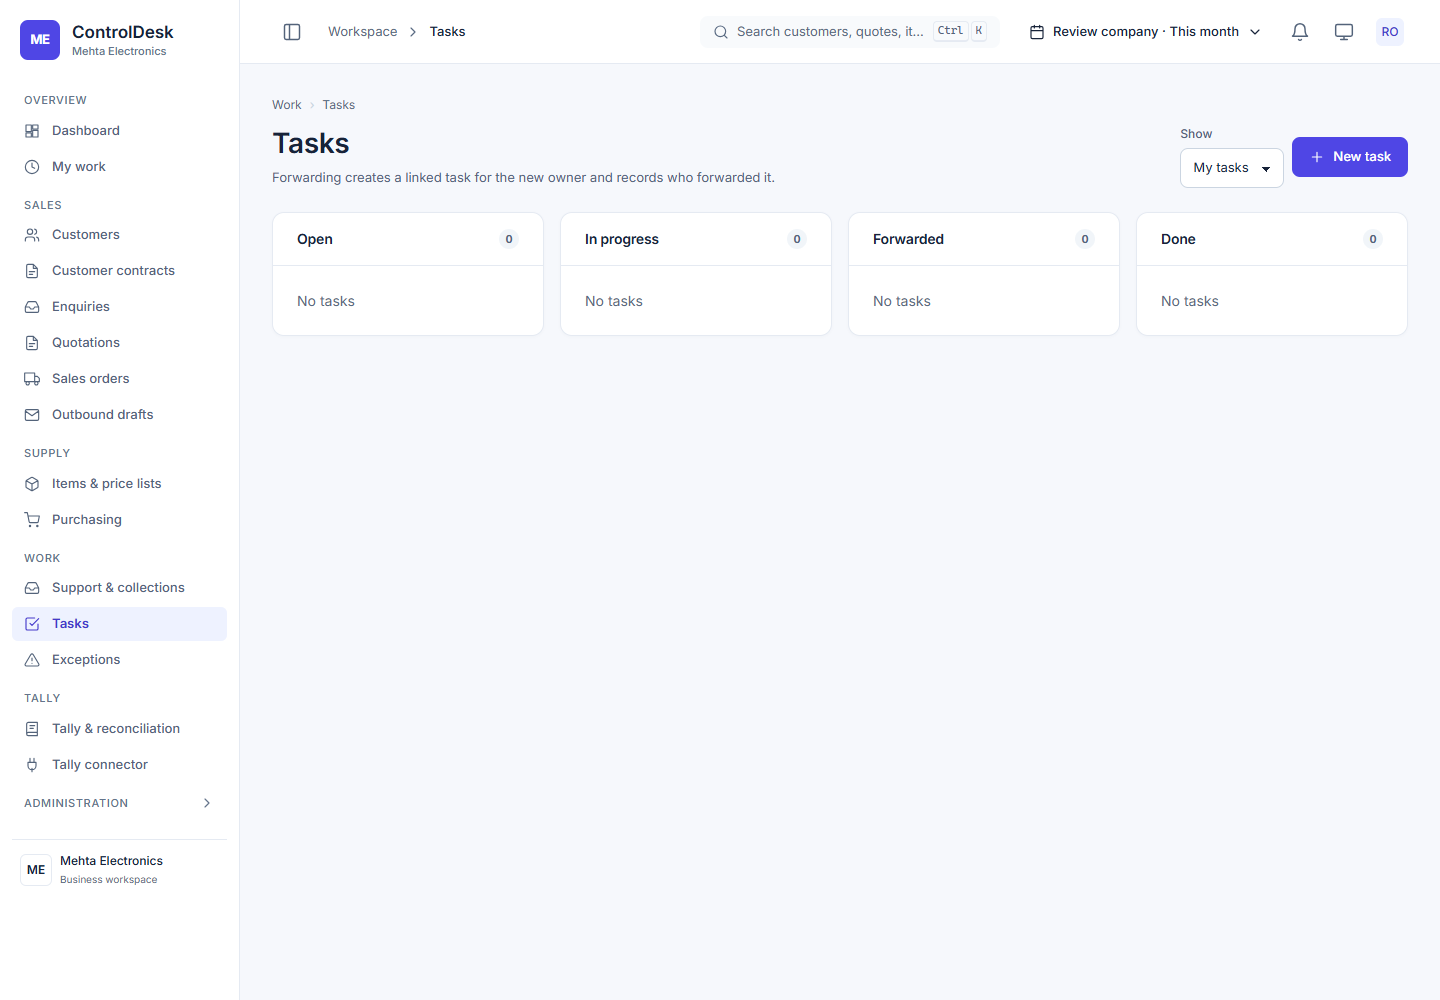 ME
ControlDesk
Mehta Electronics
OVERVIEW
Dashboard
My work
SALES
Customers
Customer contracts
Enquiries
Quotations
Sales orders
Outbound drafts
SUPPLY
Items & price lists
Purchasing
WORK
Support & collections
Tasks
Exceptions
TALLY
Tally & reconciliation
Tally connector
ADMINISTRATION
ME
Mehta Electronics
Business workspace
Workspace Tasks
Search customers, quotes, it... Ctrl K
Review company · This month
RO
Work Tasks
Tasks
Forwarding creates a linked task for the new owner and records who forwarded it.
Show
My tasks
New task
Open 0
No tasks
In progress 0
No tasks
Forwarded 0
No tasks
Done 0
No tasks